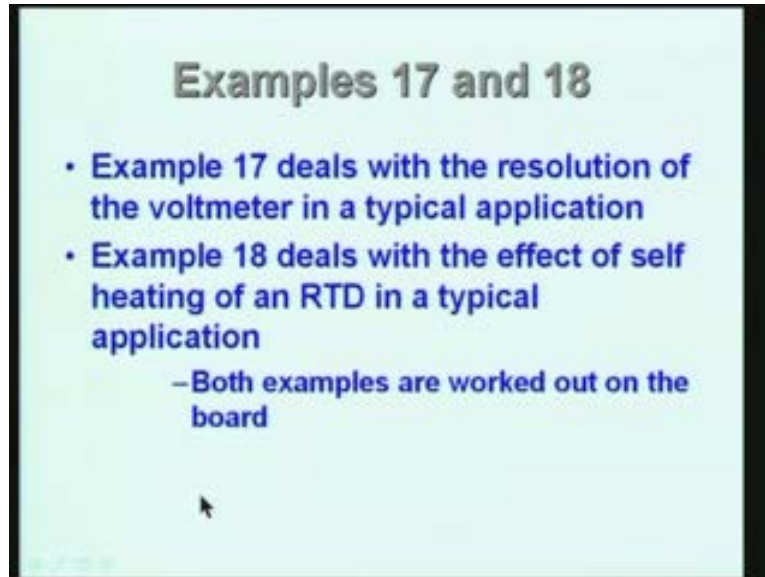 Examples 17 and 18
• Example 17 deals with the resolution of
the voltmeter in a typical application
• Example 18 deals with the effect of self
heating of an RTD in a typical
application
–Both examples are worked out on the
board